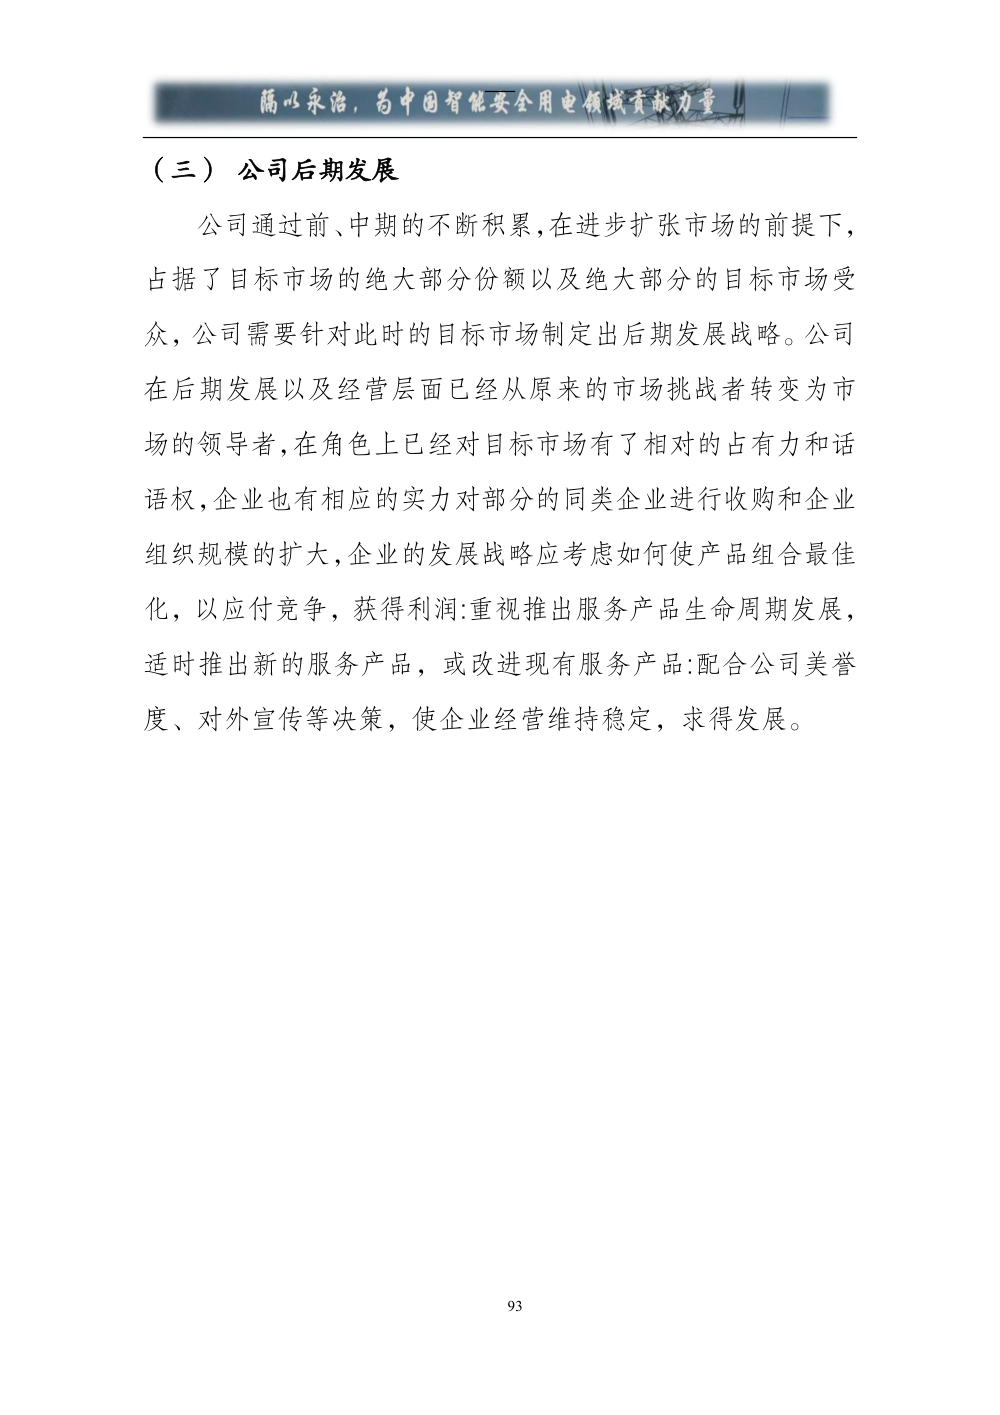 隔以永治，为中国智能安全用电领域贡献力量
（三） 公司后期发展
公司通过前、中期的不断积累,在进步扩张市场的前提下，
占据了目标市场的绝大部分份额以及绝大部分的目标市场受
众，公司需要针对此时的目标市场制定出后期发展战略。公司
在后期发展以及经营层面已经从原来的市场挑战者转变为市
场的领导者,在角色上已经对目标市场有了相对的占有力和话
语权,企业也有相应的实力对部分的同类企业进行收购和企业
组织规模的扩大,企业的发展战略应考虑如何使产品组合最佳
化，以应付竞争，获得利润:重视推出服务产品生命周期发展，
适时推出新的服务产品，或改进现有服务产品:配合公司美誉
度、对外宣传等决策，使企业经营维持稳定，求得发展。
93